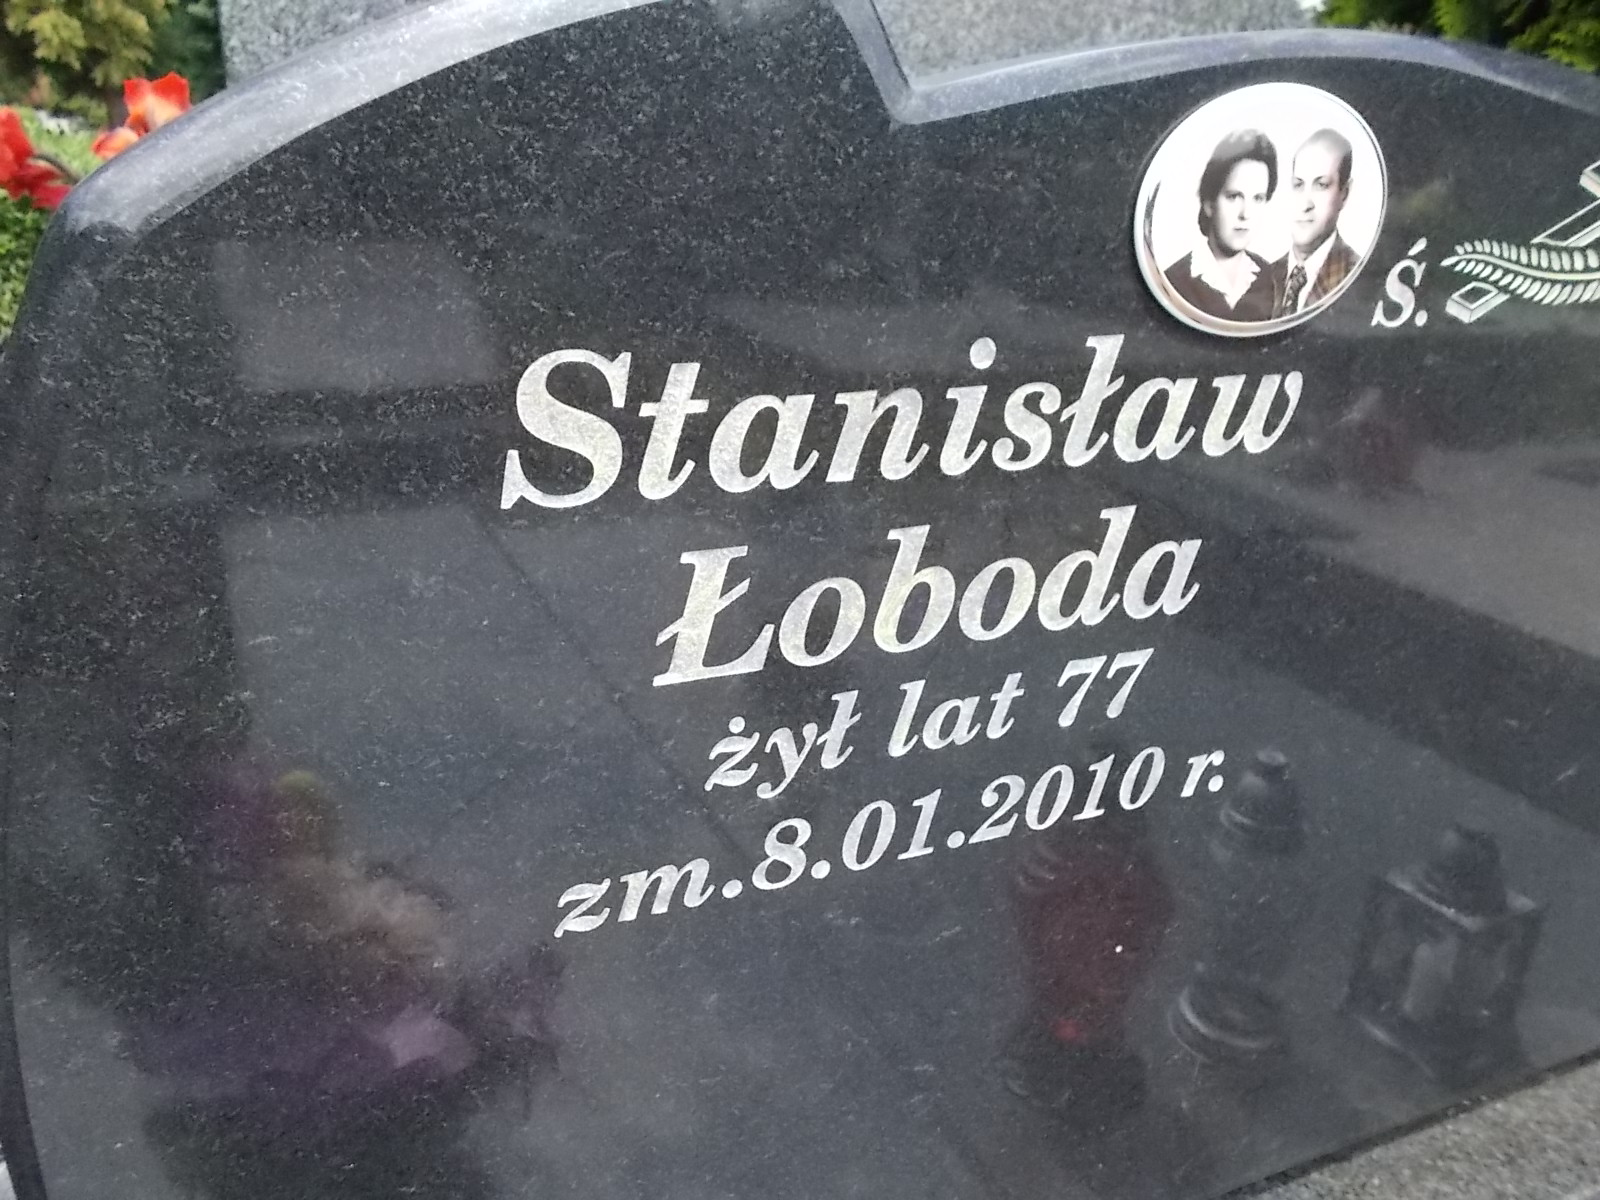 Ś.
Stanisław
Łoboda
żył lat 77
zm.8.01.2010 r.